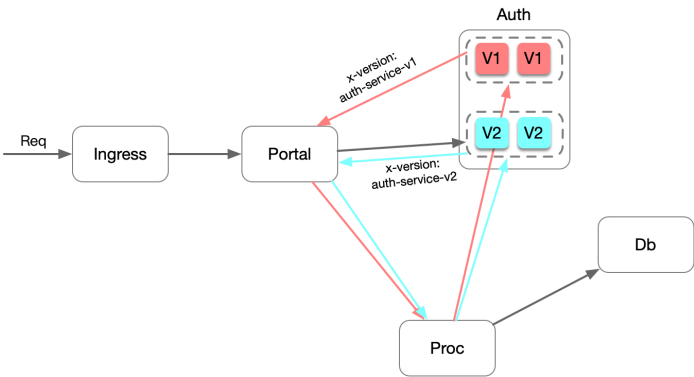 Auth
V1 V1
x-version:
auth-service-v1
Req
Ingress
Portal
V2 V2
x-version:
auth-service-v2
Db
Proc